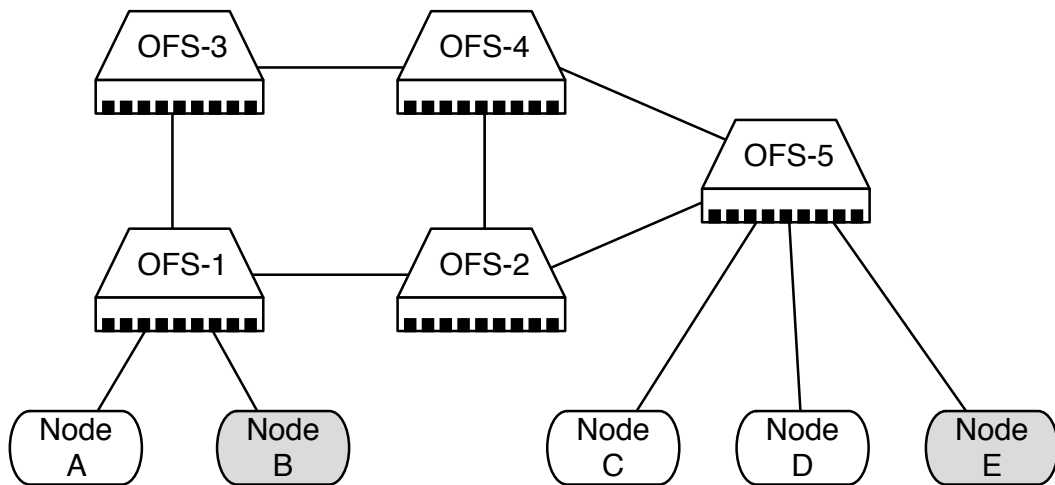 OFS-3
OFS-4
OFS-5
OFS-1
OFS-2
Node
A
Node
B
Node
C
Node
D
Node
E